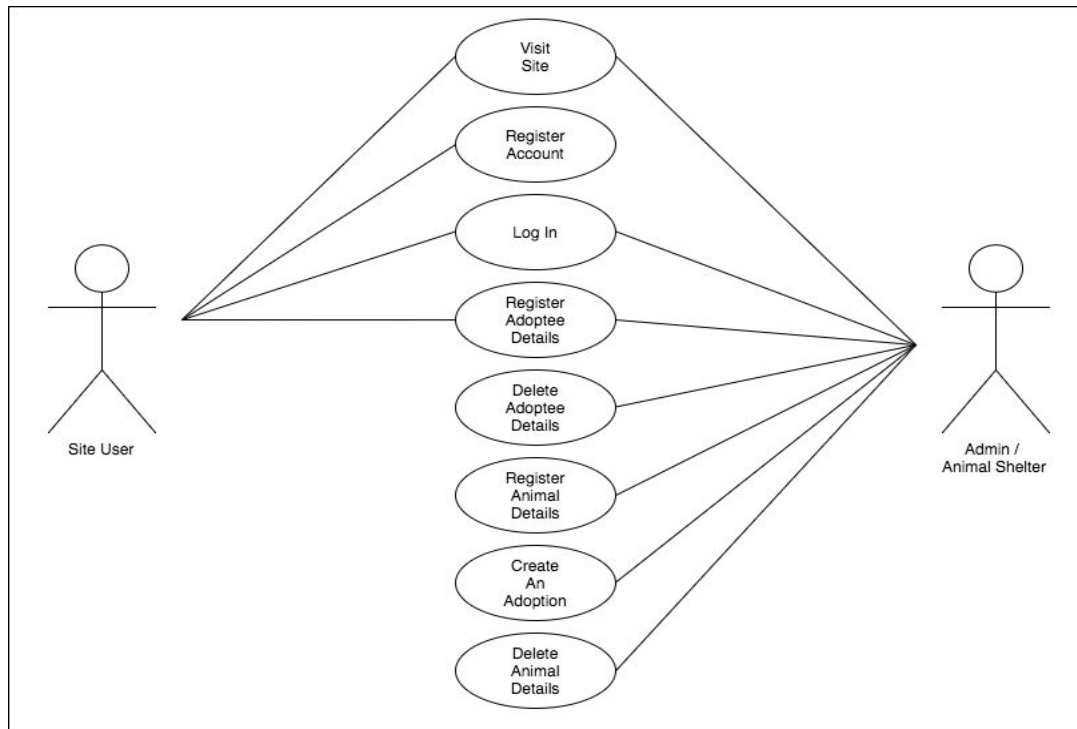 Visit
Site
Register
Account
Log In
Register
Adoptee
Details
Delete
Adoptee
Details
Register
Animal
Details
Create
An
Adoption
Delete
Animal
Details
Site User
Admin /
Animal Shelter